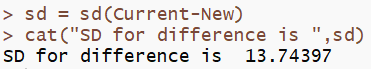 > sd = sd(Current-New)
> cat("SD for difference is ",sd)
SD for difference is  13.74397